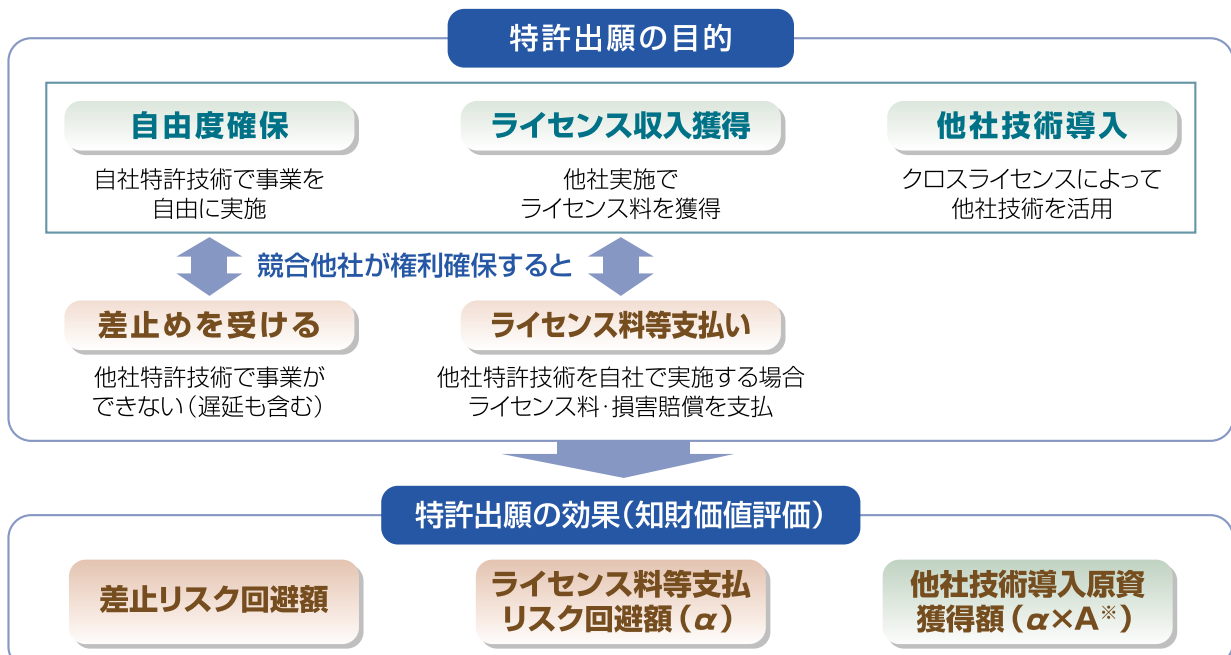 特許出願の目的
自由度確保
自社特許技術で事業を
自由に実施
ライセンス収入獲得
他社実施で
ライセンス料を獲得
他社技術導入
クロスライセンスによって
他社技術を活用
競合他社が権利確保すると
差止めを受ける
他社特許技術で事業が
できない（遅延も含む）
ライセンス料等支払い
他社特許技術を自社で実施する場合
ライセンス料・損害賠償を支払
特許出願の効果（知財価値評価）
差止リスク回避額
ライセンス料等支払
リスク回避額（α）
他社技術導入原資
獲得額（α×A※）